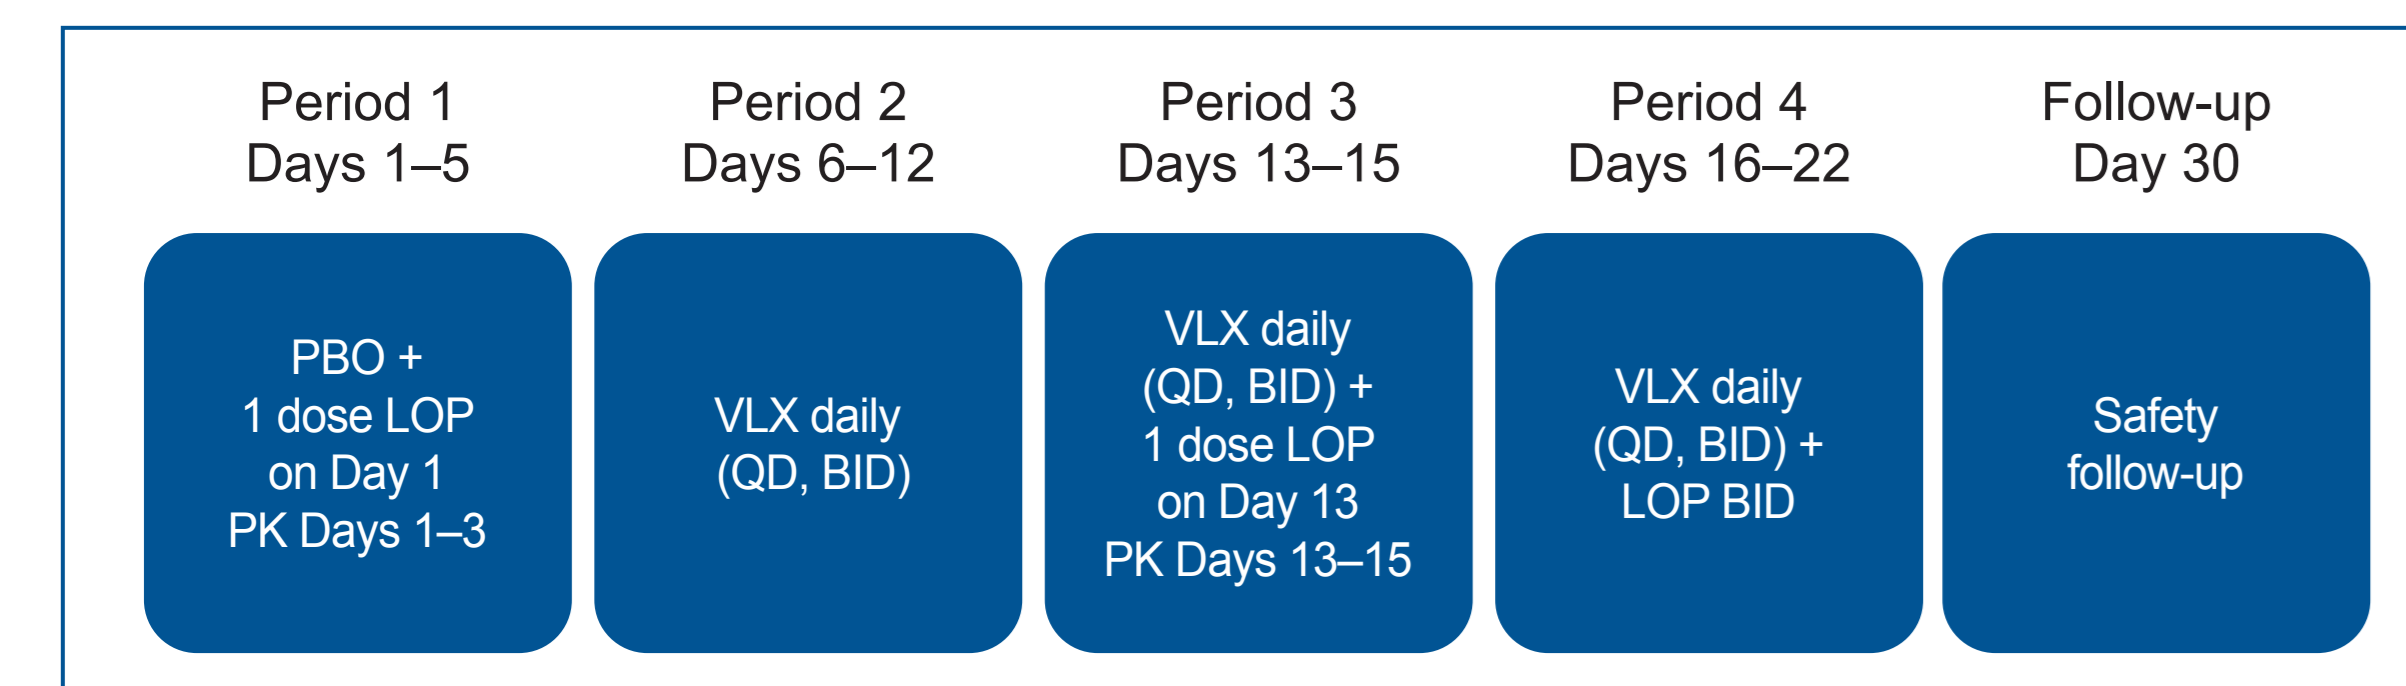 Period 1
Days 1–5
Period 2
Days 6–12
Period 3
Days 13–15
Period 4
Days 16–22
Follow-up
Day 30
PBO +
1 dose LOP
on Day 1
PK Days 1–3
VLX daily
(QD, BID)
VLX daily
(QD, BID) +
1 dose LOP
on Day 13
PK Days 13–15
VLX daily
(QD, BID) +
LOP BID
Safety
follow-up